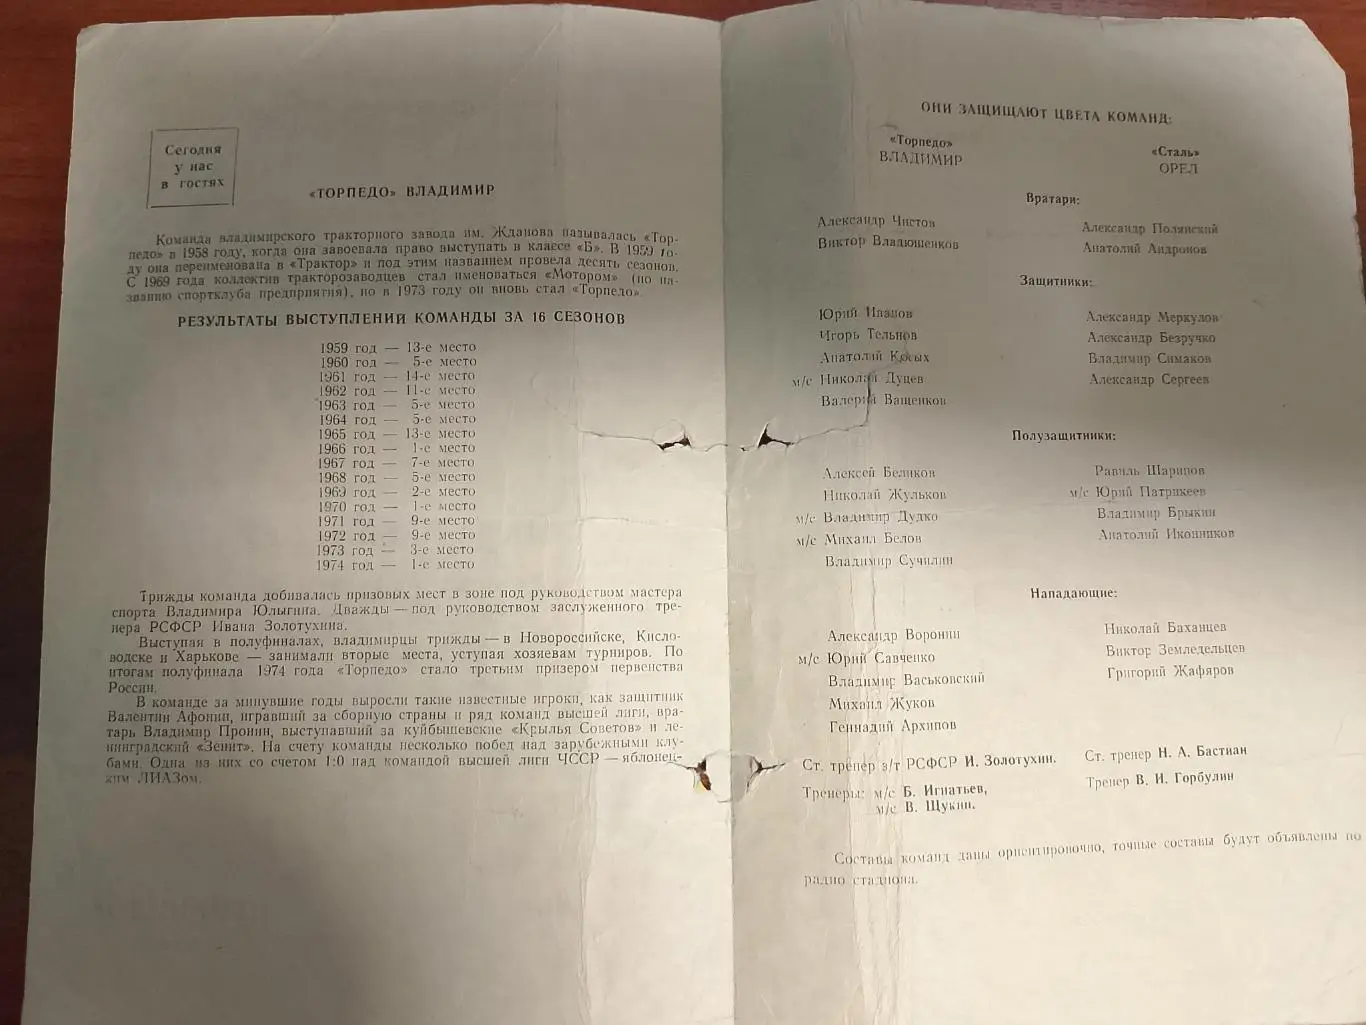 Сегодня
у нас
в гостях
«ТОРПЕДО» ВЛАДИМИР
Команда владимирского тракторного завода им. Жданова называлась «Тор-
педо» в 1958 году, когда она завоевала право выступать в классе «Б». В 1959 го-
ду она переименована в «Трактор» и под этим названием провела десять сезонов.
С 1969 года коллектив тракторозаводцев стал именоваться «Мотором» (по на-
званию спортклуба предприятия), но в 1973 году он вновь стал «Торпедо».
РЕЗУЛЬТАТЫ ВЫСТУПЛЕНИЙ КОМАНДЫ ЗА 16 СЕЗОНОВ
1959 год — 13-е место
1960 год — 5-е место
1961 год — 14-е место
1962 год — 11-е место
1963 год — 5-е место
1964 год — 5-е место
1965 год — 13-е место
1966 год — 1-е место
1967 год — 7-е место
1968 год — 5-е место
1969 год — 2-е место
1970 год — 1-е место
1971 год — 9-е место
1972 год — 9-е место
1973 год — 3-е место
1974 год — 1-е место
Трижды команда добивалась призовых мест в зоне под руководством мастера
спорта Владимира Юлыгина. Дважды — под руководством заслуженного тре-
нера РСФСР Ивана Золотухина.
Выступая в полуфиналах, владимирцы трижды — в Новороссийске, Кисло-
водске и Харькове — занимали вторые места, уступая хозяевам турниров. По
итогам полуфинала 1974 года «Торпедо» стало третьим призером первенства
России.
В команде за минувшие годы выросли такие известные игроки, как защитник
Валентин Афонин, игравший за сборную страны и ряд команд высшей лиги, вра-
тарь Владимир Пронин, выступавший за куйбышевские «Крылья Советов» и ле-
нинградский «Зенит». На счету команды несколько побед над зарубежными клу-
бами. Одна из них со счетом 1:0 над командой высшей лиги ЧССР — яблонец-
ким ЛИАЗом.
ОНИ ЗАЩИЩАЮТ ЦВЕТА КОМАНД:
«Торпедо» «Сталь»
ВЛАДИМИР ОРЕЛ
Вратари:
Александр Чистов Александр Полянский
Виктор Владющенков Анатолий Андронов
Защитники:
Юрий Иванов Александр Меркулов
Игорь Тельнов Александр Безручко
Анатолий Косых Владимир Симаков
м/с Николай Дуцев Александр Сергеев
Валерий Ващенков
Полузащитники:
Алексей Беликов Равиль Шарипов
Николай Жульков м/с Юрий Патрикеев
м/с Владимир Дудко Владимир Брыкин
м/с Михаил Белов Анатолий Иконников
Владимир Сучилин
Нападающие:
Александр Воронин Николай Баханцев
м/с Юрий Савченко Виктор Земледельцев
Владимир Васьковский Григорий Жафяров
Михаил Жуков
Геннадий Архипов
Ст. тренер з/т РСФСР И. Золотухин. Ст. тренер Н. А. Бастиан
Тренеры: м/с Б. Игнатьев, Тренер В. И. Горбулин
м/с В. Щукин.
Составы команд даны ориентировочно, точные составы будут объявлены по
радио стадиона.